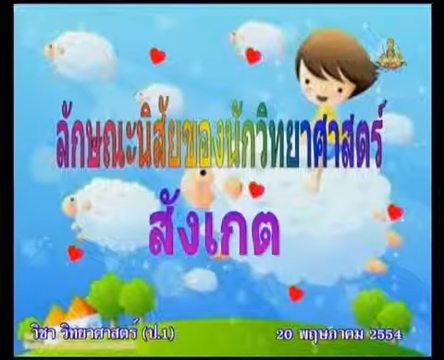 ลักษณะนิสัยของนักวิทยาศาสตร์
สังเกต
วิชา วิทยาศาสตร์ (ป.1)
20 พฤษภาคม 2554